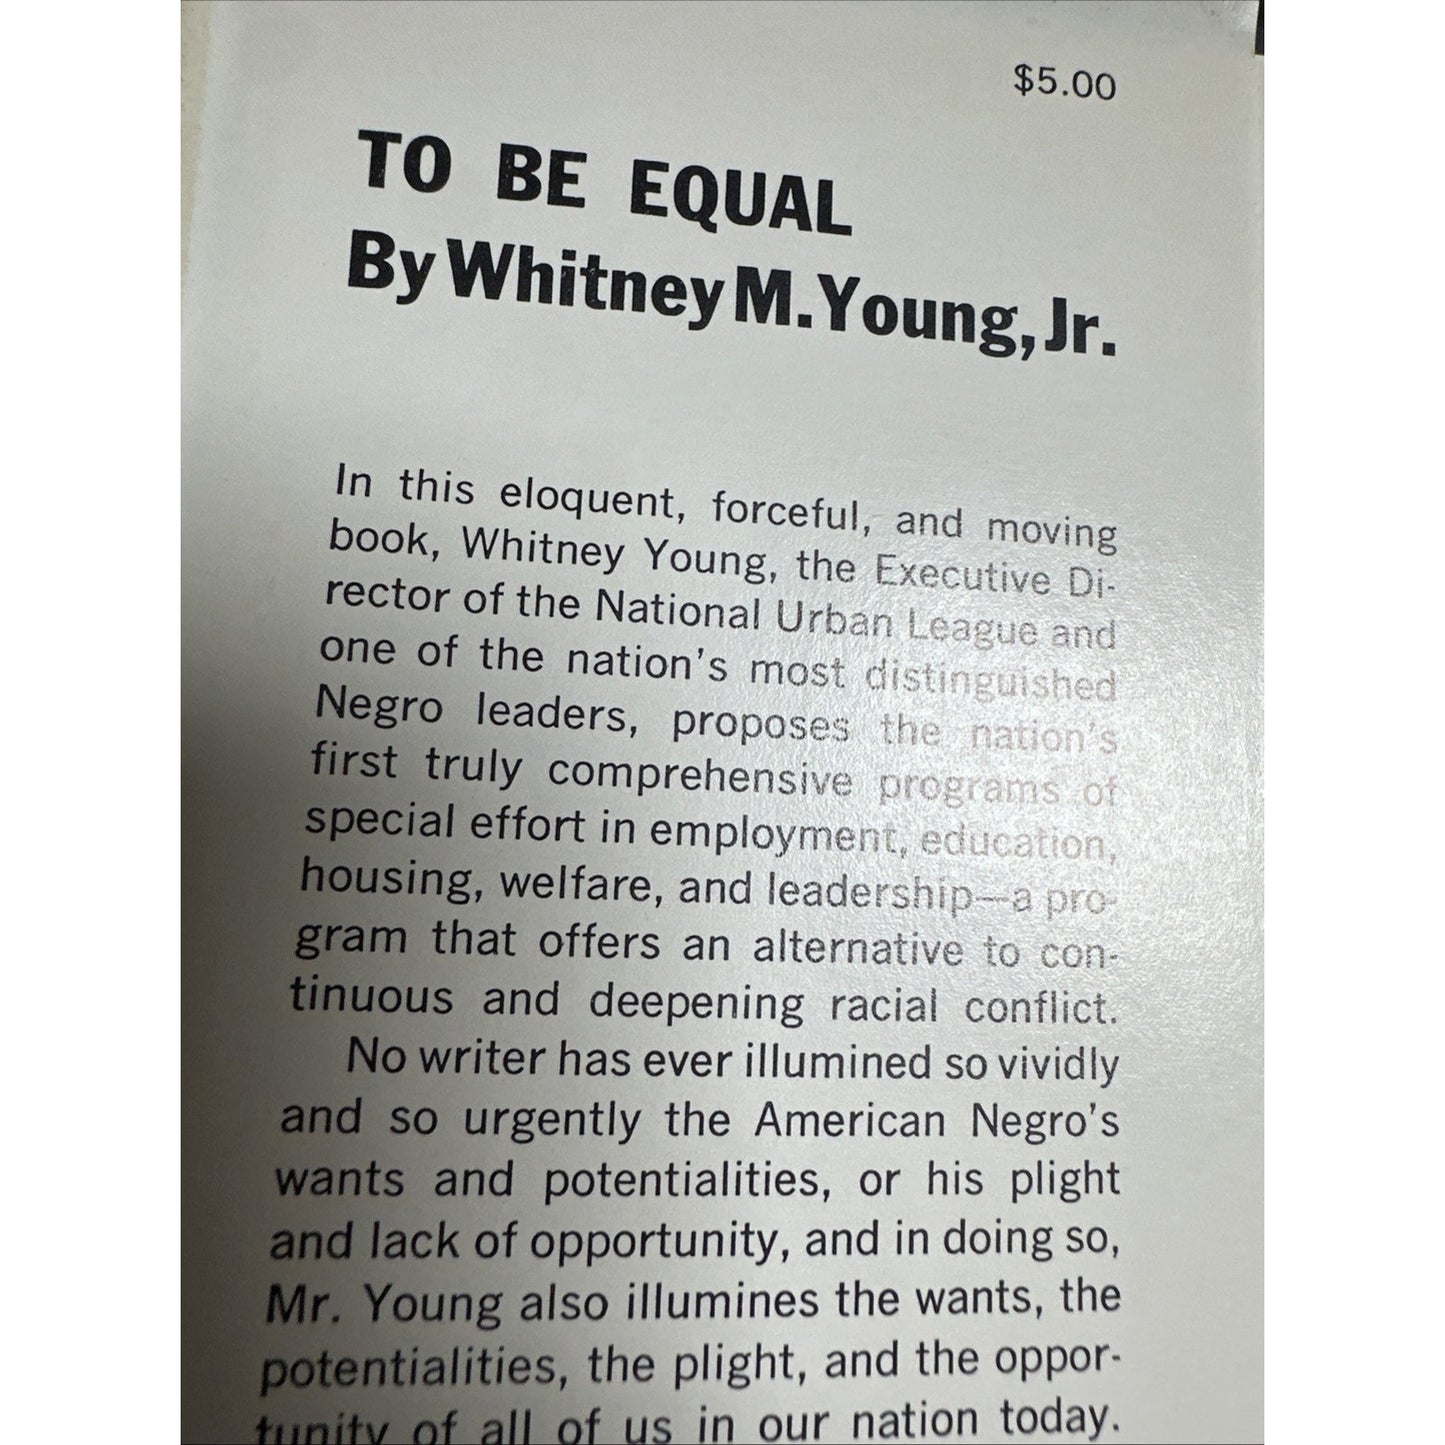 $5.00
TO BE EQUAL
By Whitney M. Young, Jr.
In this eloquent, forceful, and moving
book, Whitney Young, the Executive Di-
rector of the National Urban League and
one of the nation's most distinguished
Negro leaders, proposes the nation's
first truly comprehensive programs of
special effort in employment, education,
housing, welfare, and leadership—a pro-
gram that offers an alternative to con-
tinuous and deepening racial conflict.
No writer has ever illumined so vividly
and so urgently the American Negro's
wants and potentialities, or his plight
and lack of opportunity, and in doing so,
Mr. Young also illumines the wants, the
potentialities, the plight, and the oppor-
tunity of all of us in our nation today.